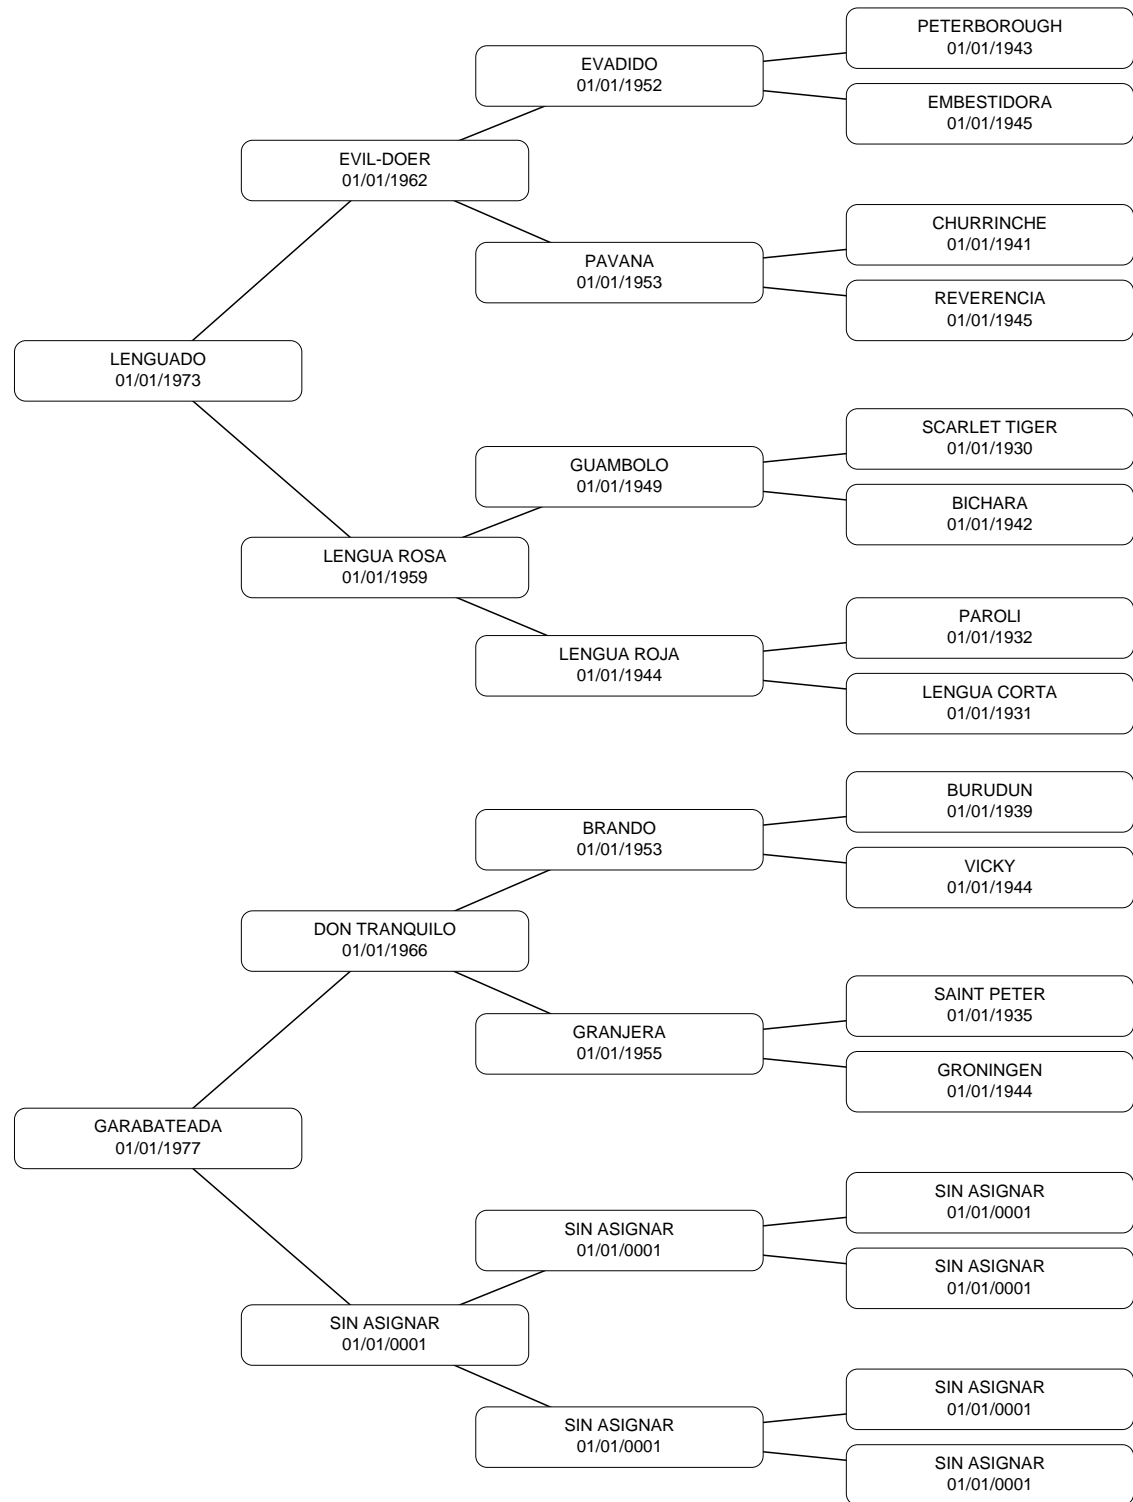 PETERBOROUGH
01/01/1943
EVADIDO
01/01/1952
EMBESTIDORA
01/01/1945
EVIL-DOER
01/01/1962
CHURRINCHE
01/01/1941
PAVANA
01/01/1953
REVERENCIA
01/01/1945
LENGUADO
01/01/1973
SCARLET TIGER
01/01/1930
GUAMBOLO
01/01/1949
BICHARA
01/01/1942
LENGUA ROSA
01/01/1959
PAROLI
01/01/1932
LENGUA ROJA
01/01/1944
LENGUA CORTA
01/01/1931
BURUDUN
01/01/1939
BRANDO
01/01/1953
VICKY
01/01/1944
DON TRANQUILO
01/01/1966
SAINT PETER
01/01/1935
GRANJERA
01/01/1955
GRONINGEN
01/01/1944
GARABATEADA
01/01/1977
SIN ASIGNAR
01/01/0001
SIN ASIGNAR
01/01/0001
SIN ASIGNAR
01/01/0001
SIN ASIGNAR
01/01/0001
SIN ASIGNAR
01/01/0001
SIN ASIGNAR
01/01/0001
SIN ASIGNAR
01/01/0001